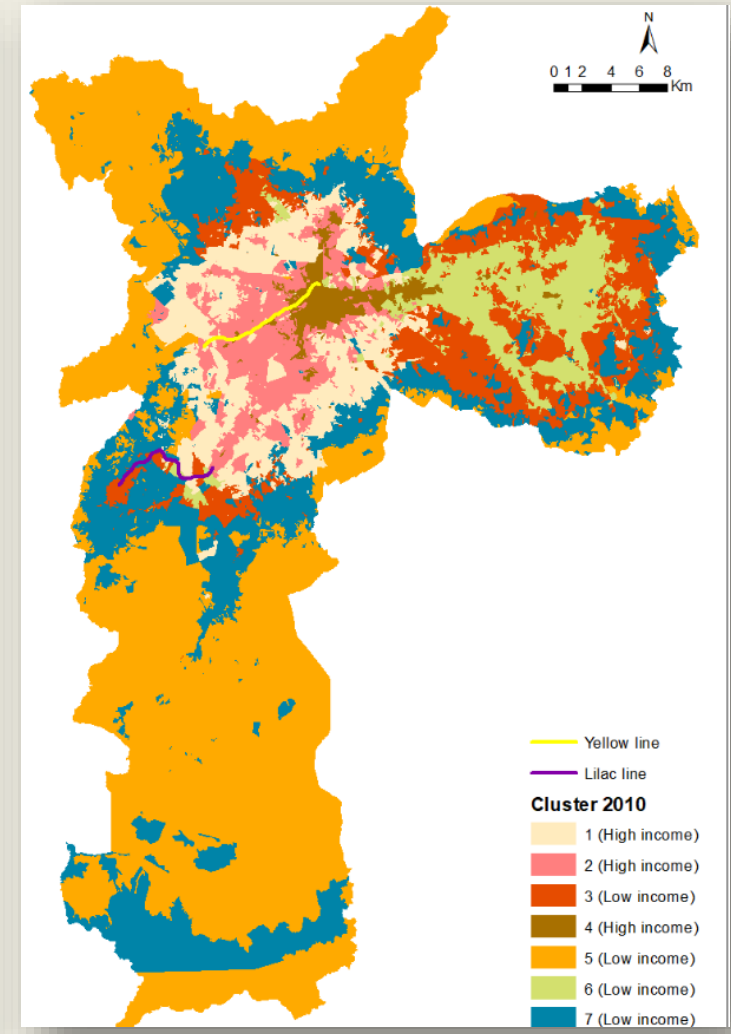 N
0 1 2 4 6 8
Km
Yellow line
Lilac line
Cluster 2010
1 (High income)
2 (High income)
3 (Low income)
4 (High income)
5 (Low income)
6 (Low income)
7 (Low income)